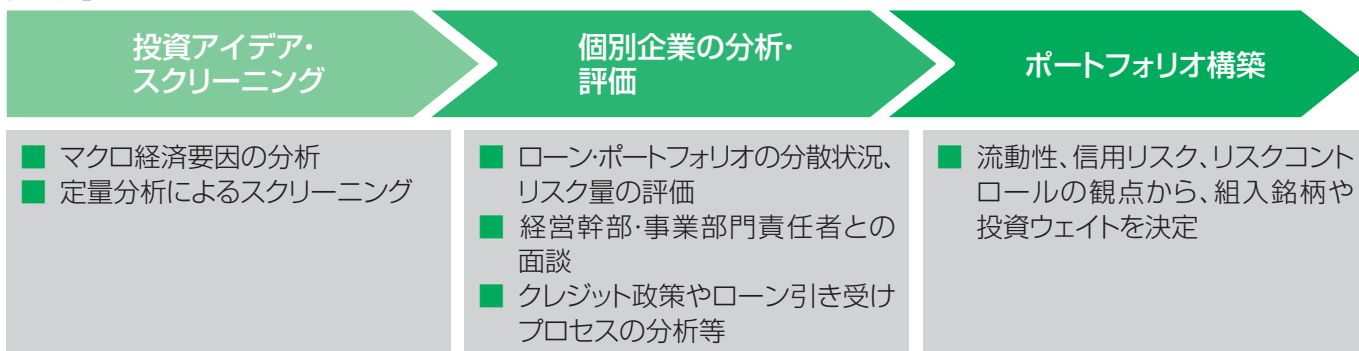 投資アイデア・
スクリーニング
個別企業の分析・
評価
ポートフォリオ構築
■ マクロ経済要因の分析
■ 定量分析によるスクリーニング
■ ローン・ポートフォリオの分散状況、
リスク量の評価
■ 経営幹部・事業部門責任者との
面談
■ クレジット政策やローン引き受け
プロセスの分析等
■ 流動性、信用リスク、リスクコント
ロールの観点から、組入銘柄や
投資ウェイトを決定